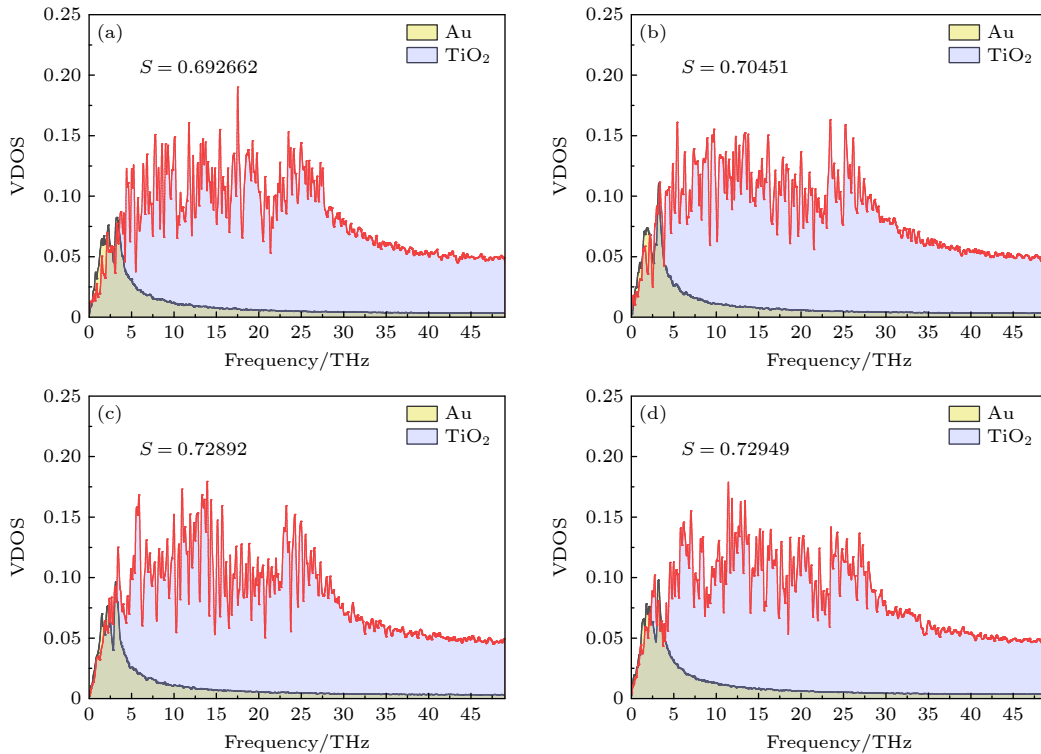 (a)
Au
TiO₂
S = 0.692662
VDOS
0.25
0.20
0.15
0.10
0.05
0
0 5 10 15 20 25 30 35 40 45
Frequency/THz
(b)
Au
TiO₂
S = 0.70451
VDOS
0.25
0.20
0.15
0.10
0.05
0
0 5 10 15 20 25 30 35 40 45
Frequency/THz
(c)
Au
TiO₂
S = 0.72892
VDOS
0.25
0.20
0.15
0.10
0.05
0
0 5 10 15 20 25 30 35 40 45
Frequency/THz
(d)
Au
TiO₂
S = 0.72949
VDOS
0.25
0.20
0.15
0.10
0.05
0
0 5 10 15 20 25 30 35 40 45
Frequency/THz